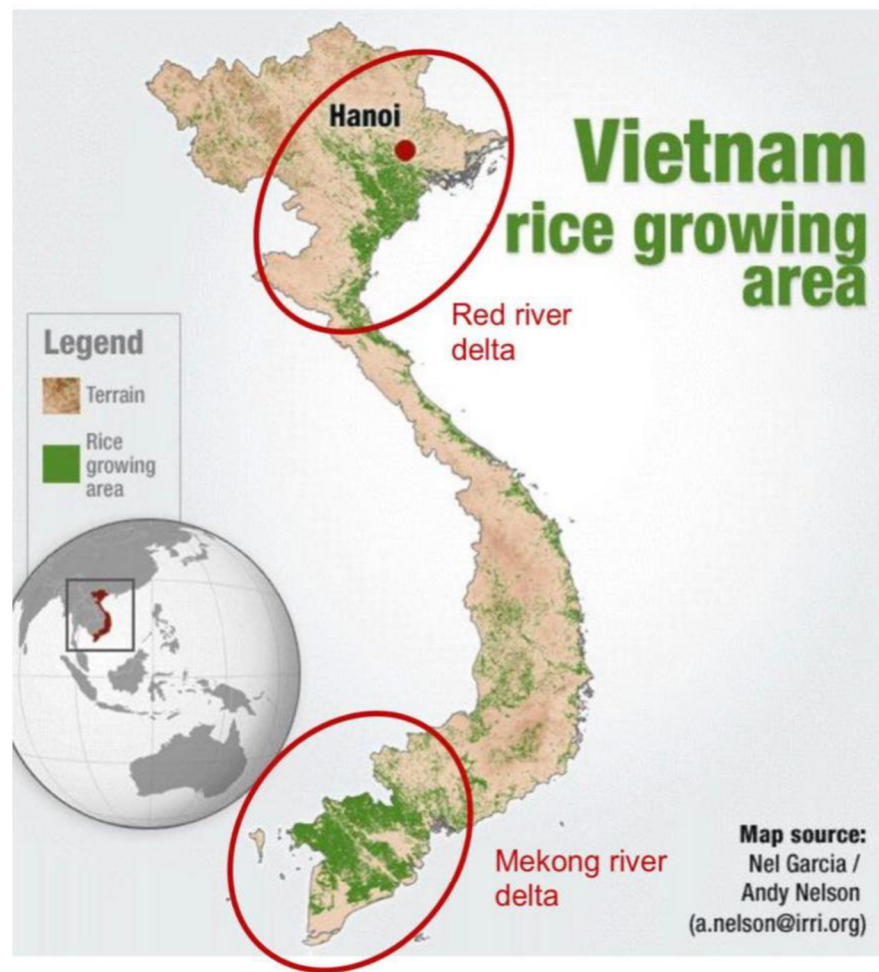 Hanoi
Vietnam
rice growing
area
Red river
delta
Legend
Terrain
Rice
growing
area
Mekong river
delta
Map source:
Nel Garcia /
Andy Nelson
(a.nelson@irri.org)